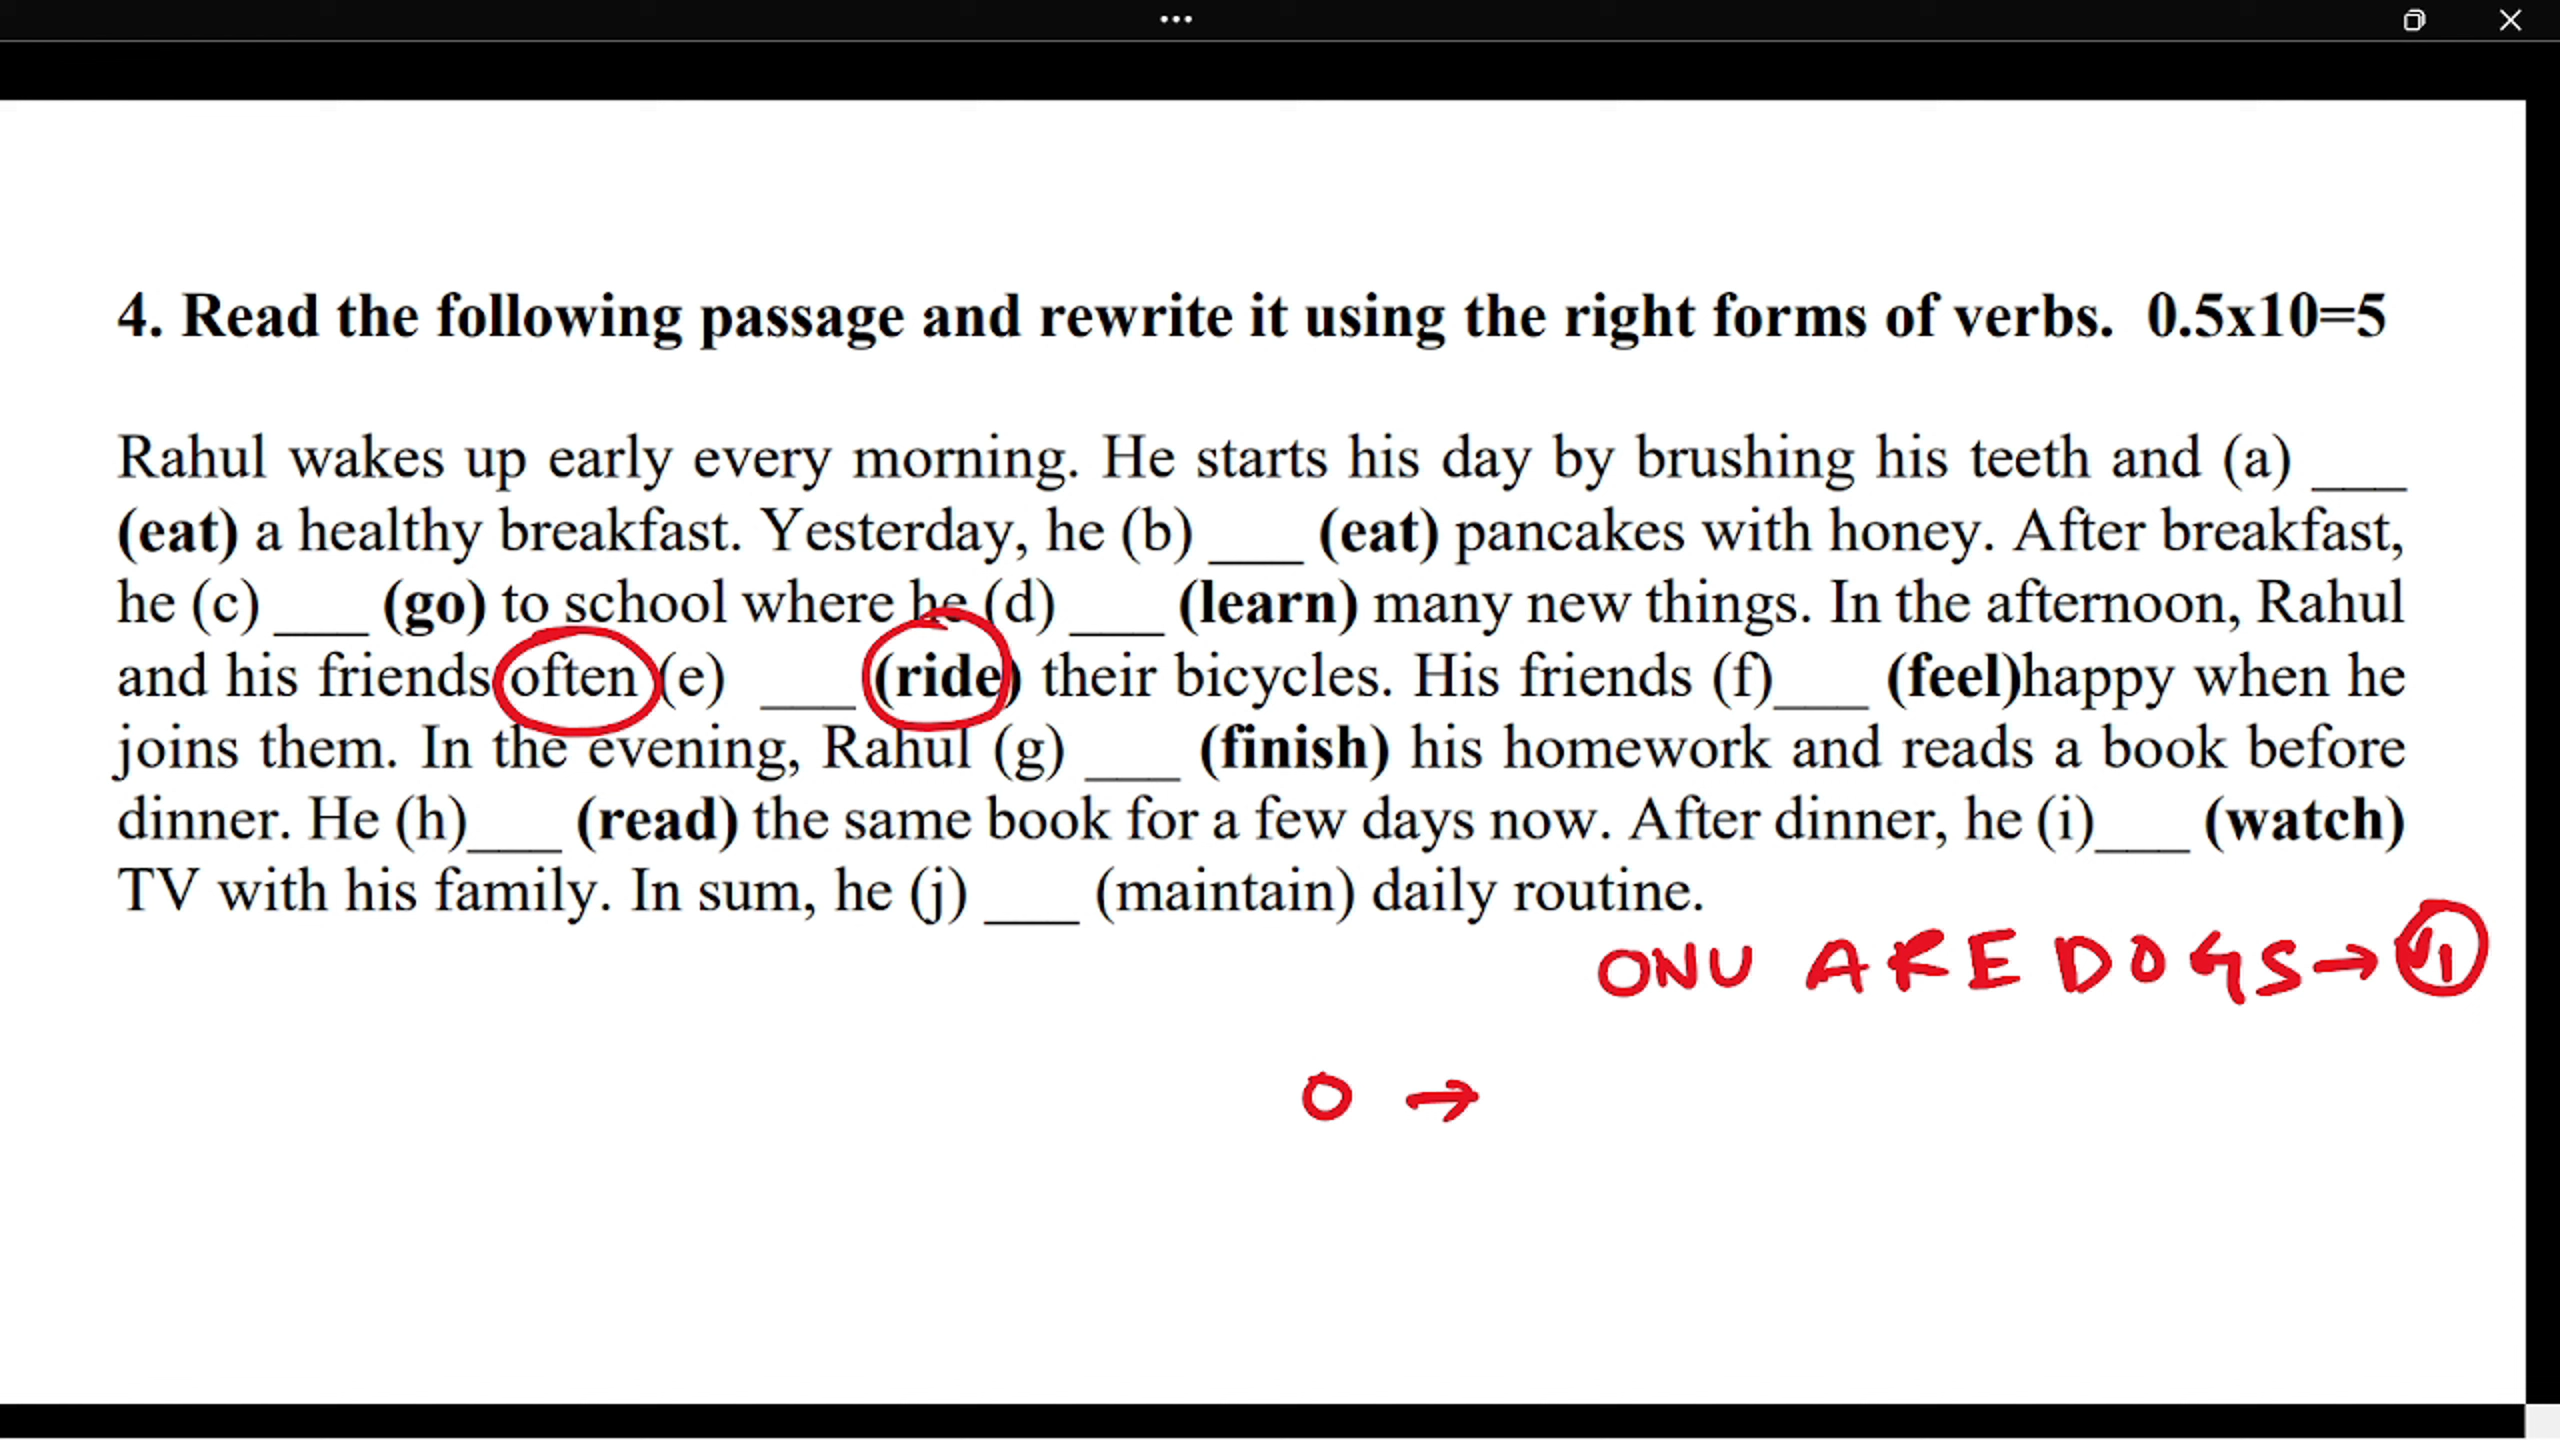 4. Read the following passage and rewrite it using the right forms of verbs. 0.5x10=5
Rahul wakes up early every morning. He starts his day by brushing his teeth and (a) ___
(eat) a healthy breakfast. Yesterday, he (b) ___ (eat) pancakes with honey. After breakfast,
he (c) ___ (go) to school where he (d) ___ (learn) many new things. In the afternoon, Rahul
and his friends often (e) ___ (ride) their bicycles. His friends (f)___ (feel)happy when he
joins them. In the evening, Rahul (g) ___ (finish) his homework and reads a book before
dinner. He (h)___ (read) the same book for a few days now. After dinner, he (i)___ (watch)
TV with his family. In sum, he (j) ___ (maintain) daily routine.
ONU ARE DOGS →
O →